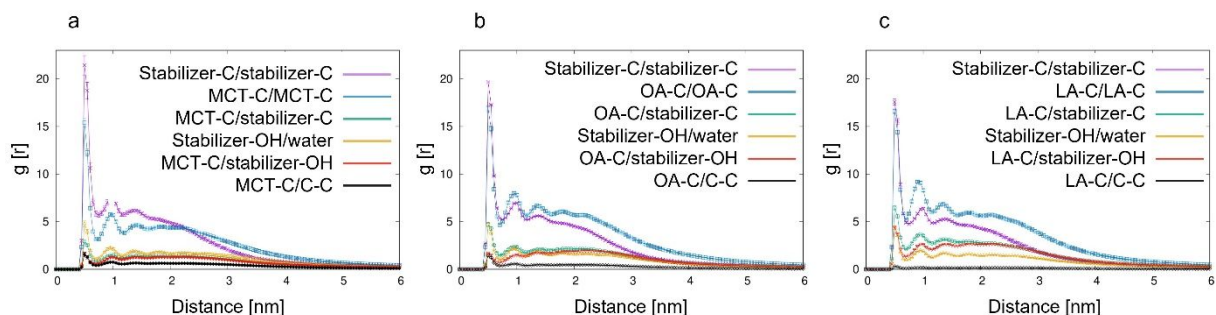 a
b
c
g [r]
20
15
10
5
0
Stabilizer-C/stabilizer-C
MCT-C/MCT-C
MCT-C/stabilizer-C
Stabilizer-OH/water
MCT-C/stabilizer-OH
MCT-C/C-C
0 1 2 3 4 5 6
Distance [nm]
g [r]
20
15
10
5
0
Stabilizer-C/stabilizer-C
OA-C/OA-C
OA-C/stabilizer-C
Stabilizer-OH/water
OA-C/stabilizer-OH
OA-C/C-C
0 1 2 3 4 5 6
Distance [nm]
g [r]
20
15
10
5
0
Stabilizer-C/stabilizer-C
LA-C/LA-C
LA-C/stabilizer-C
Stabilizer-OH/water
LA-C/stabilizer-OH
LA-C/C-C
0 1 2 3 4 5 6
Distance [nm]